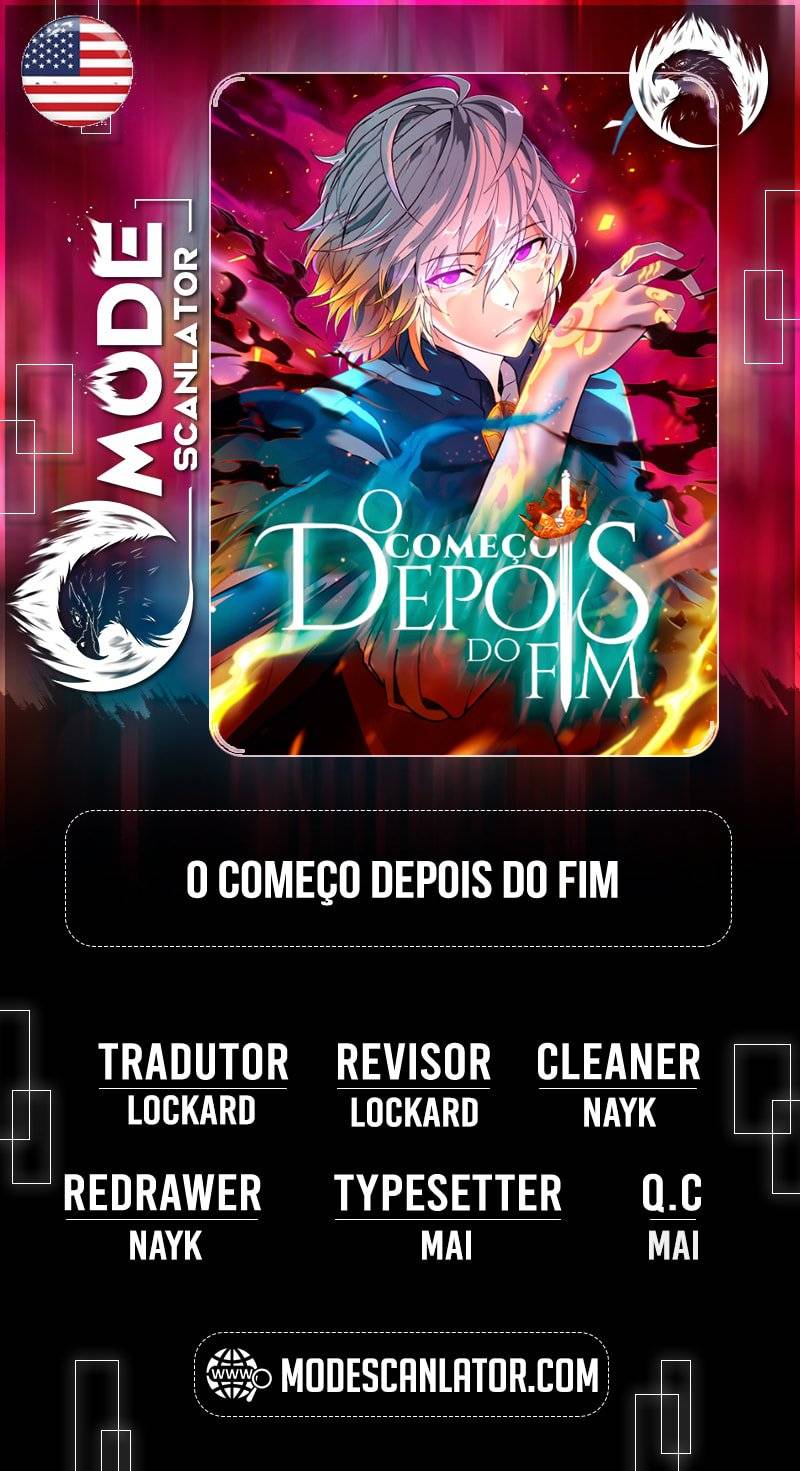 MODE
SCANLATOR
O
COMEÇO
DEPOIS
DO FIM
O COMEÇO DEPOIS DO FIM
TRADUTOR REVISOR CLEANER
LOCKARD LOCKARD NAYK
REDRAWER TYPESETTER Q.C
NAYK MAI MAI
WWW MODESCANLATOR.COM